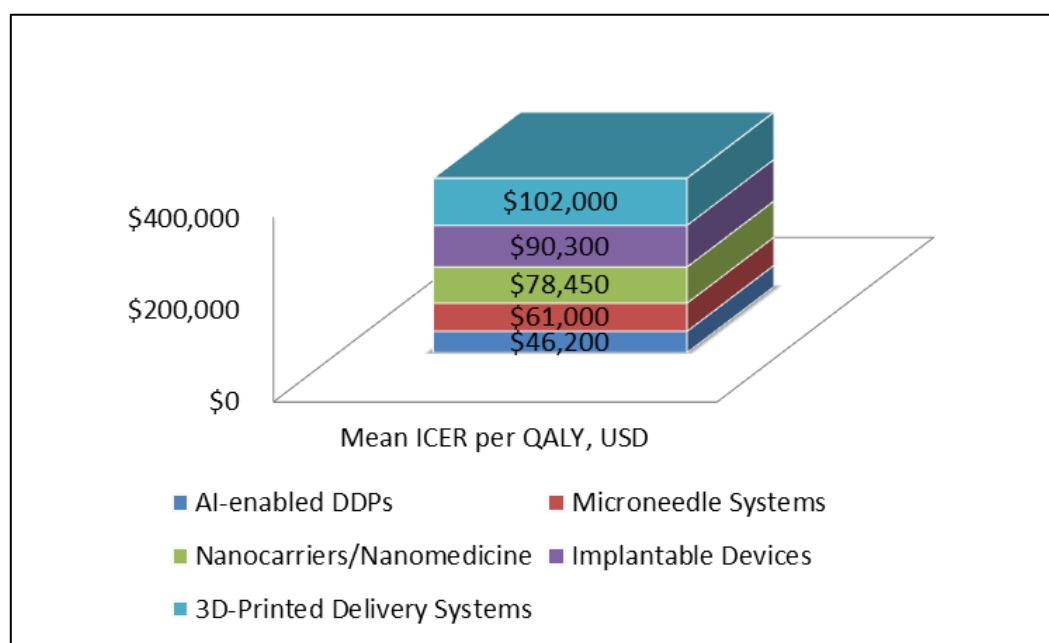 $400,000
$200,000
$0
$102,000
$90,300
$78,450
$61,000
$46,200
Mean ICER per QALY, USD
AI-enabled DDPs
Microneedle Systems
Nanocarriers/Nanomedicine
Implantable Devices
3D-Printed Delivery Systems